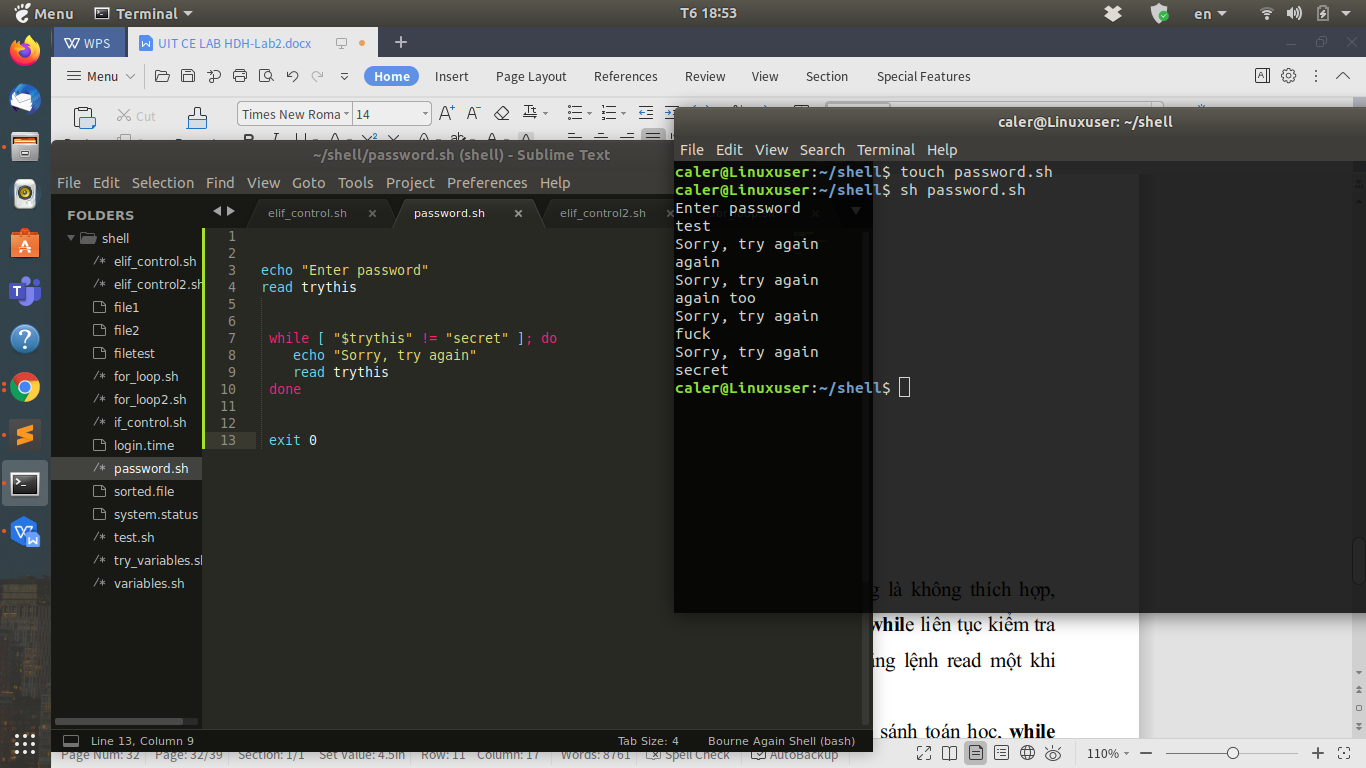 Menu Terminal T6 18:53 en
WPS UIT CE LAB HDH-Lab2.docx
Menu Home Insert Page Layout References Review View Section Special Features
Cut Times New Roma 14
caler@Linuxuser: ~/shell
~/shell/password.sh (shell) - Sublime Text
File Edit View Search Terminal Help
File Edit Selection Find View Goto Tools Project Preferences Help
FOLDERS
shell
elif_control.sh
elif_control2.sh
file1
file2
filetest
for_loop.sh
for_loop2.sh
if_control.sh
login.time
password.sh
sorted.file
system.status
test.sh
try_variables.sh
variables.sh
elif_control.sh password.sh elif_control2.sh
1
2
3 echo "Enter password"
4 read trythis
5
6
7 while [ "$trythis" != "secret" ]; do
8 echo "Sorry, try again"
9 read trythis
10 done
11
12
13 exit 0
caler@Linuxuser:~/shell$ touch password.sh
caler@Linuxuser:~/shell$ sh password.sh
Enter password
test
Sorry, try again
again
Sorry, try again
again too
Sorry, try again
fuck
Sorry, try again
secret
caler@Linuxuser:~/shell$
là không thích hợp,
while liên tục kiểm tra
lệnh read một khi
sánh toán học, while
Line 13, Column 9 Tab Size: 4 Bourne Again Shell (bash)
Page Num: 32 Page: 32/39 Section: 1/1 Set Value: 4.5in Row: 11 Column: 17 Words: 8761 Spell Check AutoBackup 110%